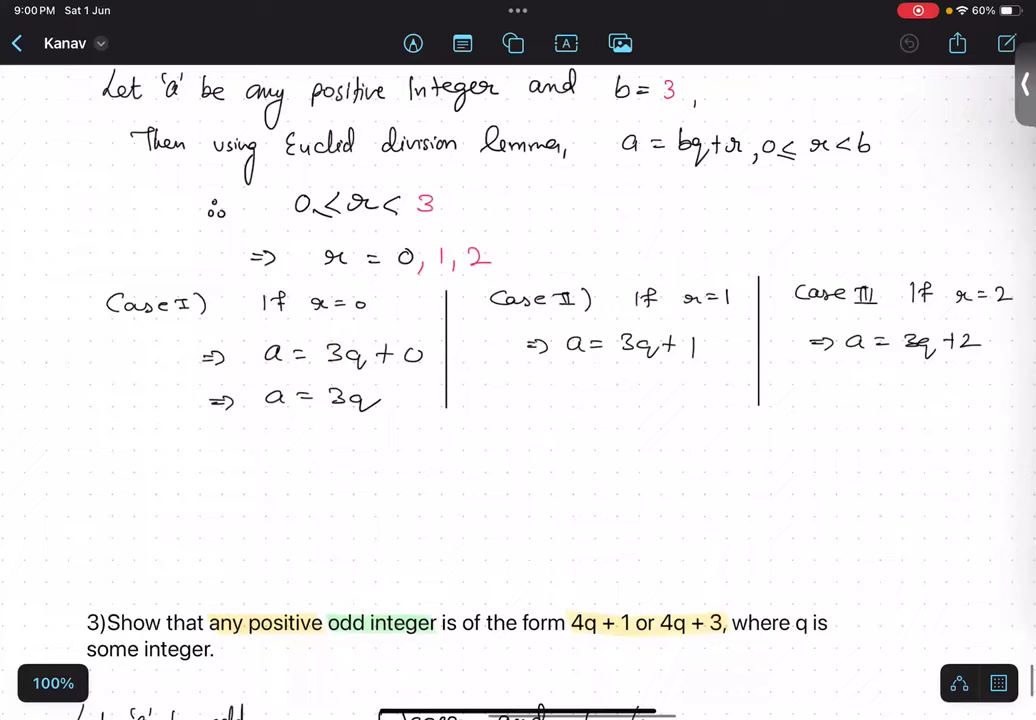 9:00 PM Sat 1 Jun
60%
Kanav
Let 'a' be any positive Integer and b = 3,
Then using Euclid division lemma, a = bq + r, 0 ≤ r < b
∴ 0 ≤ r < 3
⇒ r = 0, 1, 2
Case I) If r = 0
⇒ a = 3q + 0
⇒ a = 3q
Case II) If r = 1
⇒ a = 3q + 1
Case III If r = 2
⇒ a = 3q + 2
3)Show that any positive odd integer is of the form 4q + 1 or 4q + 3, where q is
some integer.
100%